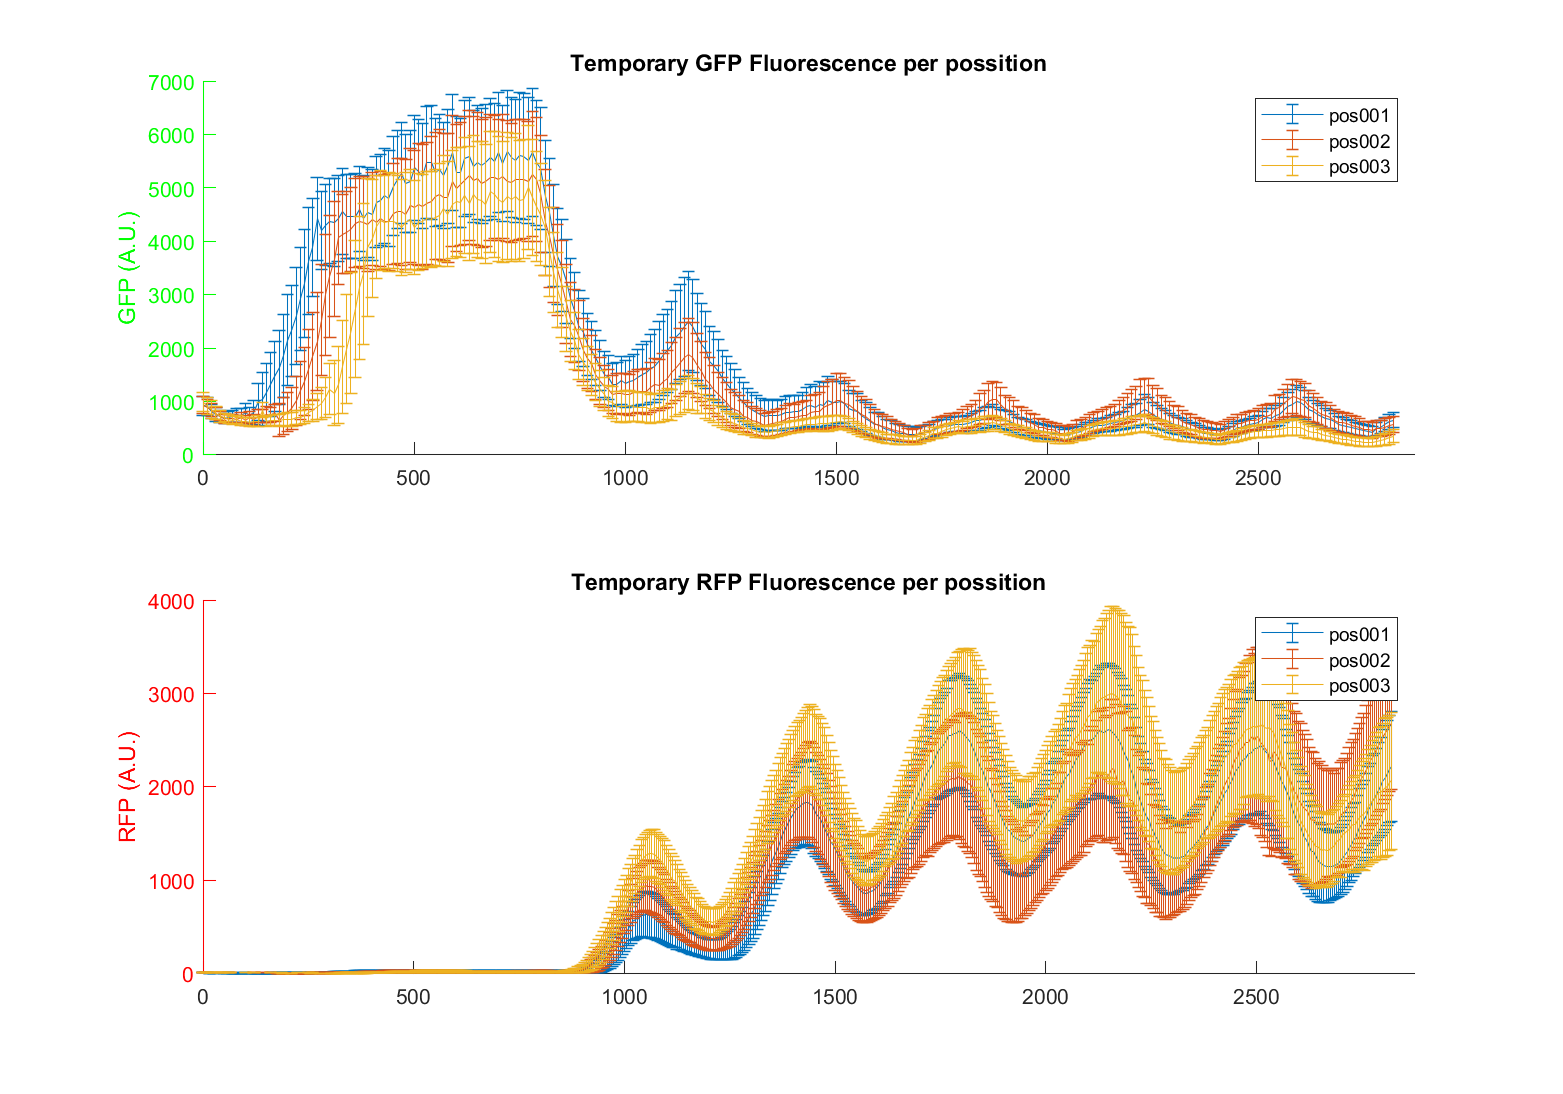 Temporary GFP Fluorescence per possition
GFP (A.U.)
7000
6000
5000
4000
3000
2000
1000
0
0 500 1000 1500 2000 2500
pos001
pos002
pos003
Temporary RFP Fluorescence per possition
RFP (A.U.)
4000
3000
2000
1000
0
0 500 1000 1500 2000 2500
pos001
pos002
pos003